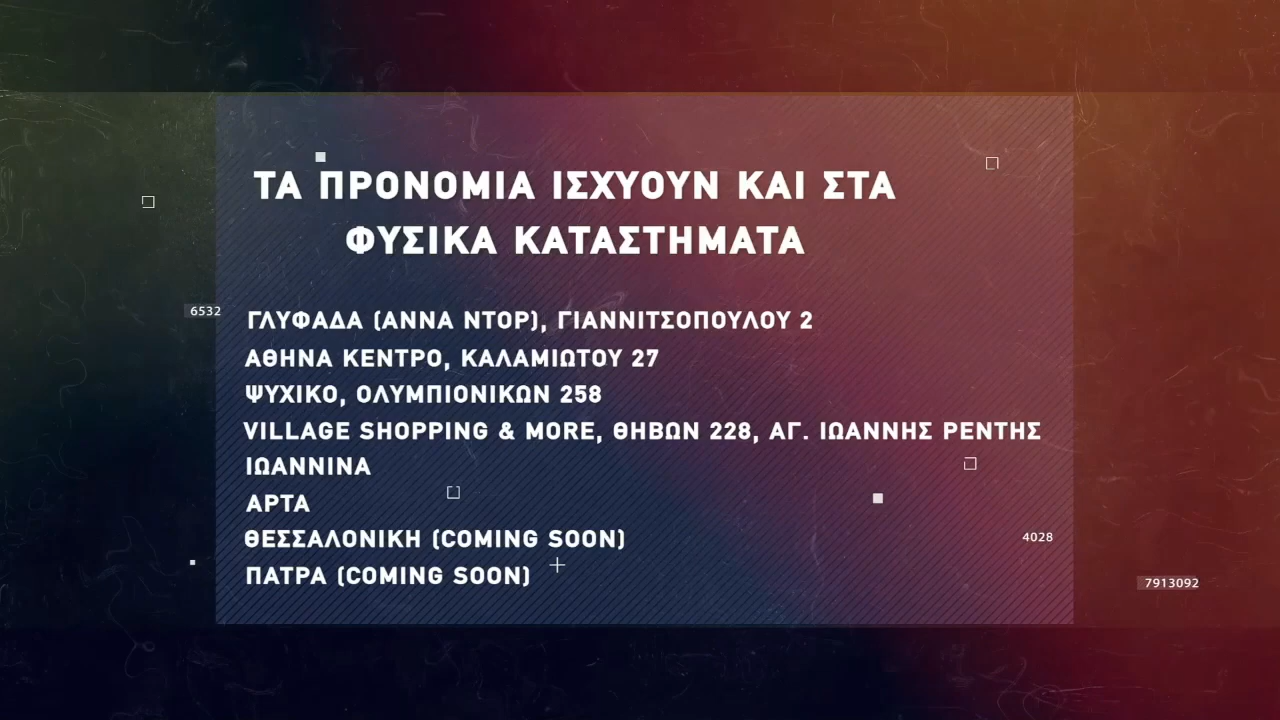 ΤΑ ΠΡΟΝΟΜΙΑ ΙΣΧΥΟΥΝ ΚΑΙ ΣΤΑ
ΦΥΣΙΚΑ ΚΑΤΑΣΤΗΜΑΤΑ
6532
ΓΛΥΦΑΔΑ (ΑΝΝΑ ΝΤΟΡ), ΓΙΑΝΝΙΤΣΟΠΟΥΛΟΥ 2
ΑΘΗΝΑ ΚΕΝΤΡΟ, ΚΑΛΑΜΙΩΤΟΥ 27
ΨΥΧΙΚΟ, ΟΛΥΜΠΙΟΝΙΚΩΝ 258
VILLAGE SHOPPING & MORE, ΘΗΒΩΝ 228, ΑΓ. ΙΩΑΝΝΗΣ ΡΕΝΤΗΣ
ΙΩΑΝΝΙΝΑ
ΑΡΤΑ
ΘΕΣΣΑΛΟΝΙΚΗ (COMING SOON)
4028
ΠΑΤΡΑ (COMING SOON)
7913092